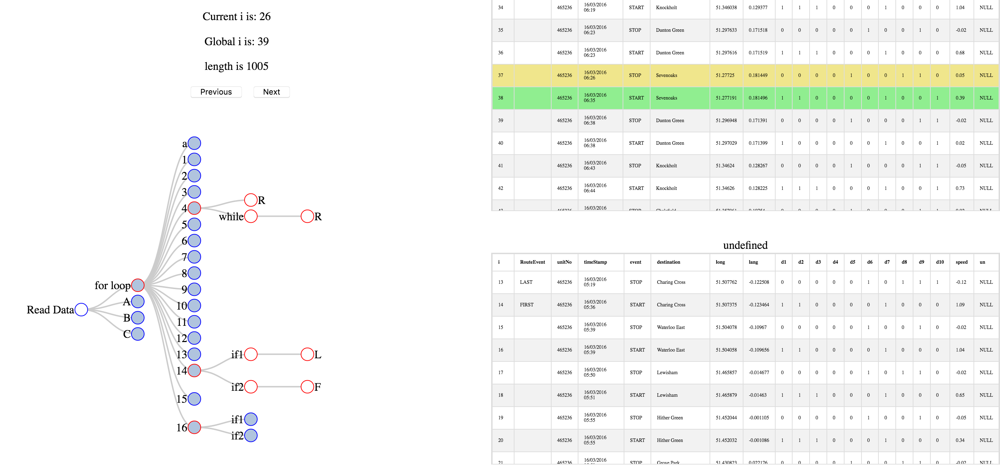 Current i is: 26
Global i is: 39
length is 1005
Previous Next
a
1
2
3
4 R
while R
5
6
7
8
for loop 9
A 10
Read Data
B 11
C 12
13 if1 L
14
if2 F
15
16 if1
if2
34 465236 16/03/2016 06:19 START Knockholt 51.346038 0.129377 1 1 1 0 0 0 1 0 0 0 1.04 NULL
35 465236 16/03/2016 06:23 STOP Dunton Green 51.297633 0.171518 0 0 0 0 0 1 0 0 1 0 -0.02 NULL
36 465236 16/03/2016 06:23 START Dunton Green 51.297616 0.171519 1 1 1 0 0 0 1 0 0 0 0.68 NULL
37 465236 16/03/2016 06:26 STOP Sevenoaks 51.27725 0.181449 0 0 0 0 1 0 0 1 1 0 0.05 NULL
38 465236 16/03/2016 06:35 START Sevenoaks 51.277191 0.181496 1 1 0 0 0 0 1 0 0 1 0.39 NULL
39 465236 16/03/2016 06:38 STOP Dunton Green 51.296948 0.171391 0 0 0 0 1 0 0 0 1 1 -0.02 NULL
40 465236 16/03/2016 06:38 START Dunton Green 51.297029 0.171399 1 0 0 0 0 0 1 0 0 1 0.02 NULL
41 465236 16/03/2016 06:43 STOP Knockholt 51.34624 0.128267 0 0 0 0 1 0 0 0 1 1 -0.05 NULL
42 465236 16/03/2016 06:44 START Knockholt 51.34626 0.128225 1 1 1 0 0 0 1 0 0 1 0.73 NULL
16/03/2016
undefined
i RouteEvent unitNo timeStamp event destination long lang d1 d2 d3 d4 d5 d6 d7 d8 d9 d10 speed un
13 LAST 465236 16/03/2016 05:19 STOP Charing Cross 51.507762 -0.122508 0 0 0 0 0 1 0 1 1 1 -0.12 NULL
14 FIRST 465236 16/03/2016 05:36 START Charing Cross 51.507375 -0.123464 1 1 0 0 0 0 1 0 0 0 1.09 NULL
15 465236 16/03/2016 05:39 STOP Waterloo East 51.504078 -0.10967 0 0 0 0 0 1 0 0 1 0 -0.02 NULL
16 465236 16/03/2016 05:39 START Waterloo East 51.504058 -0.109656 1 1 0 0 0 0 1 0 0 0 1.04 NULL
17 465236 16/03/2016 05:50 STOP Lewisham 51.465857 -0.014677 0 0 0 0 0 1 0 1 1 0 -0.02 NULL
18 465236 16/03/2016 05:51 START Lewisham 51.465879 -0.01463 1 1 1 0 0 0 1 0 0 0 0.65 NULL
19 465236 16/03/2016 05:55 STOP Hither Green 51.452044 -0.001105 0 0 0 0 0 1 0 0 1 0 -0.05 NULL
20 465236 16/03/2016 05:55 START Hither Green 51.452032 -0.001086 1 1 1 0 0 0 1 0 0 0 0.34 NULL
21 465236 16/03/2016 STOP Grove Park 51.430823 0.022176 0 0 0 0 1 0 0 1 1 0 -0.02 NULL